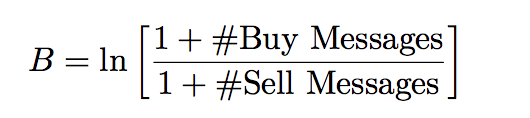 B = ln [ (1 + #Buy Messages) / (1 + #Sell Messages) ]